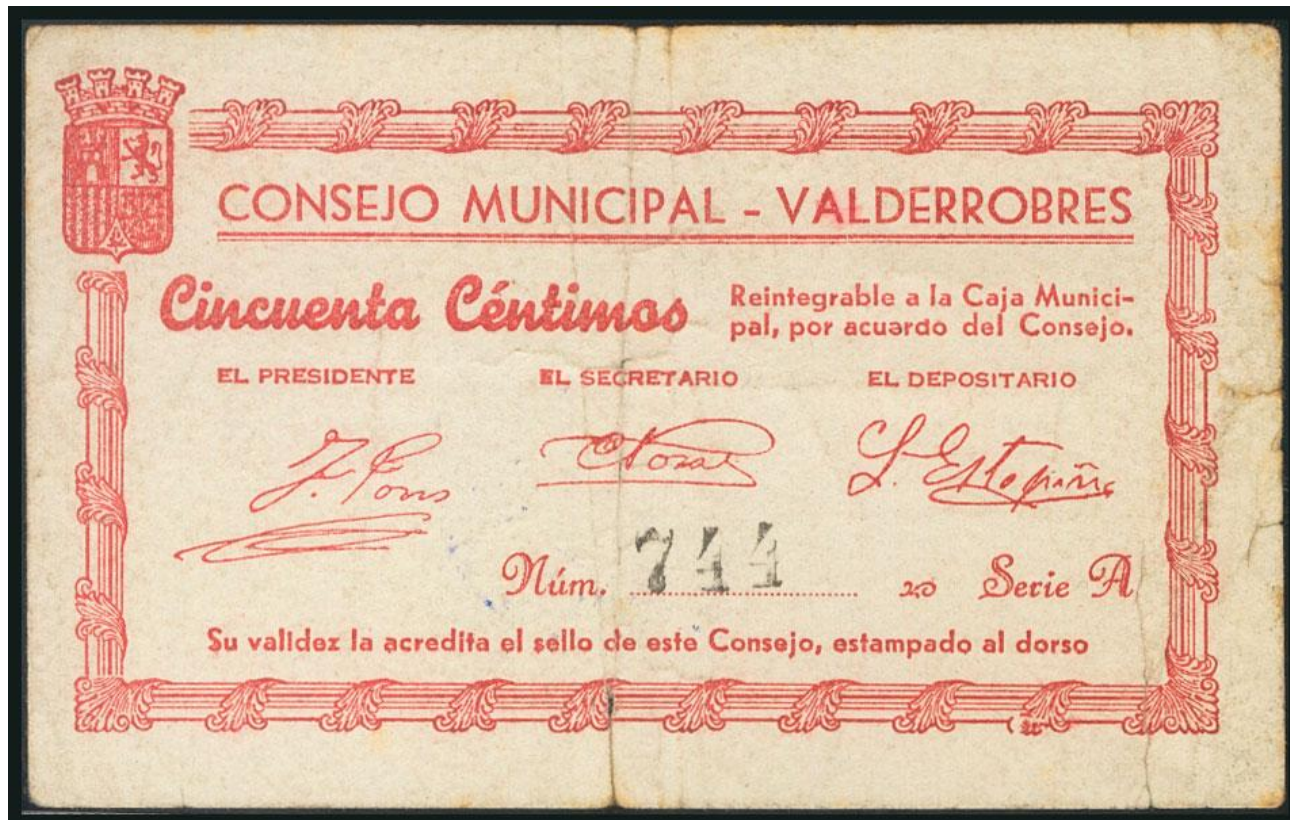 CONSEJO MUNICIPAL - VALDERROBRES
Cincuenta Céntimos
Reintegrable a la Caja Munici-
pal, por acuerdo del Consejo.
EL PRESIDENTE EL SECRETARIO EL DEPOSITARIO
J. Pons
Núm. 744 Serie A
Su validez la acredita el sello de este Consejo, estampado al dorso